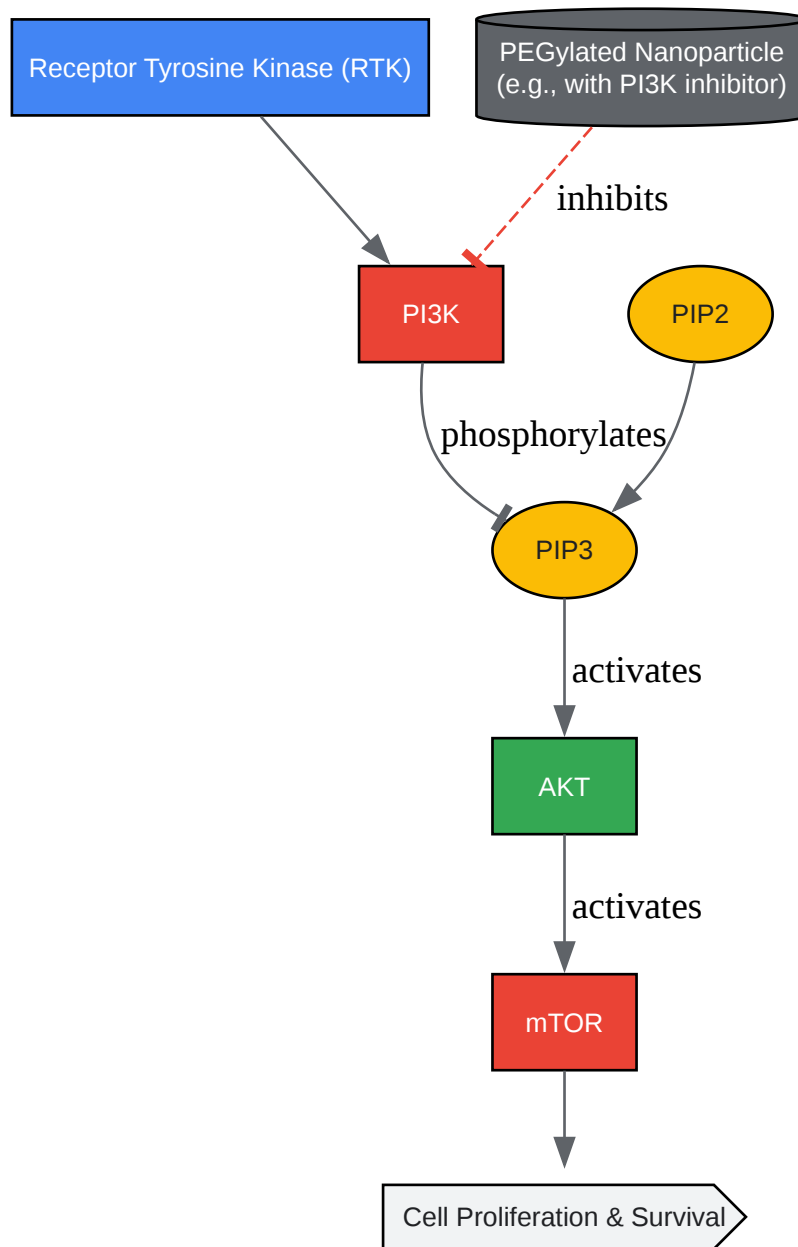 Receptor Tyrosine Kinase (RTK)
PEGylated Nanoparticle
(e.g., with PI3K inhibitor)
inhibits
PI3K
PIP2
phosphorylates
PIP3
activates
AKT
activates
mTOR
Cell Proliferation & Survival